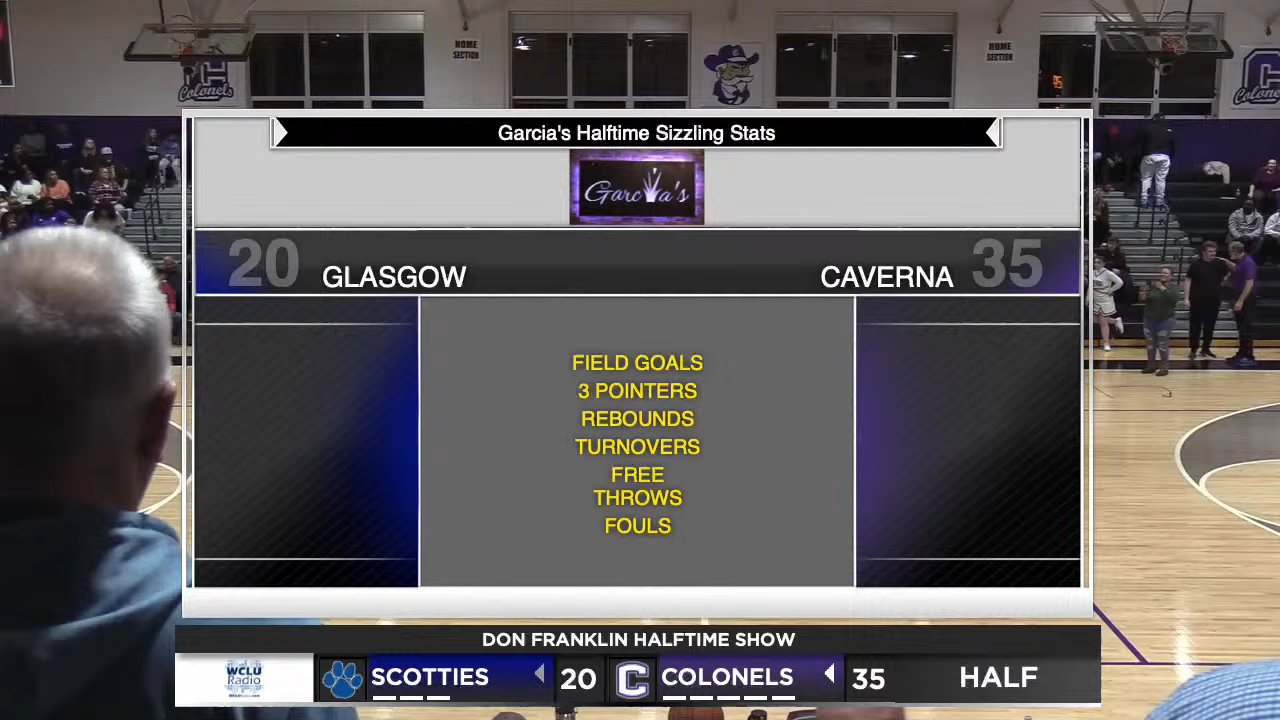 HOME
SECTION
HOME
SECTION
Colonels
Colonels
Garcia's Halftime Sizzling Stats
Garcia's
20 GLASGOW CAVERNA 35
FIELD GOALS
3 POINTERS
REBOUNDS
TURNOVERS
FREE
THROWS
FOULS
DON FRANKLIN HALFTIME SHOW
WCLU
Radio
SCOTTIES 20 C COLONELS 35 HALF